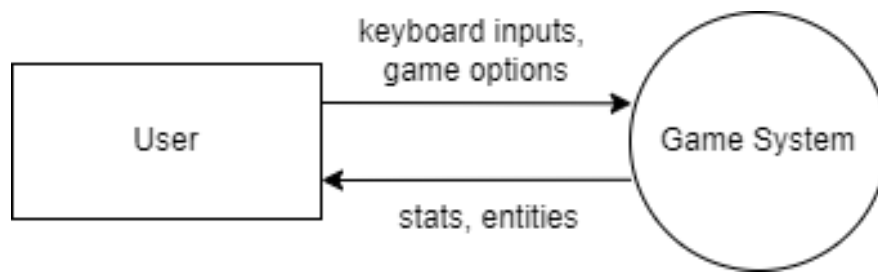 keyboard inputs,
game options
User
Game System
stats, entities